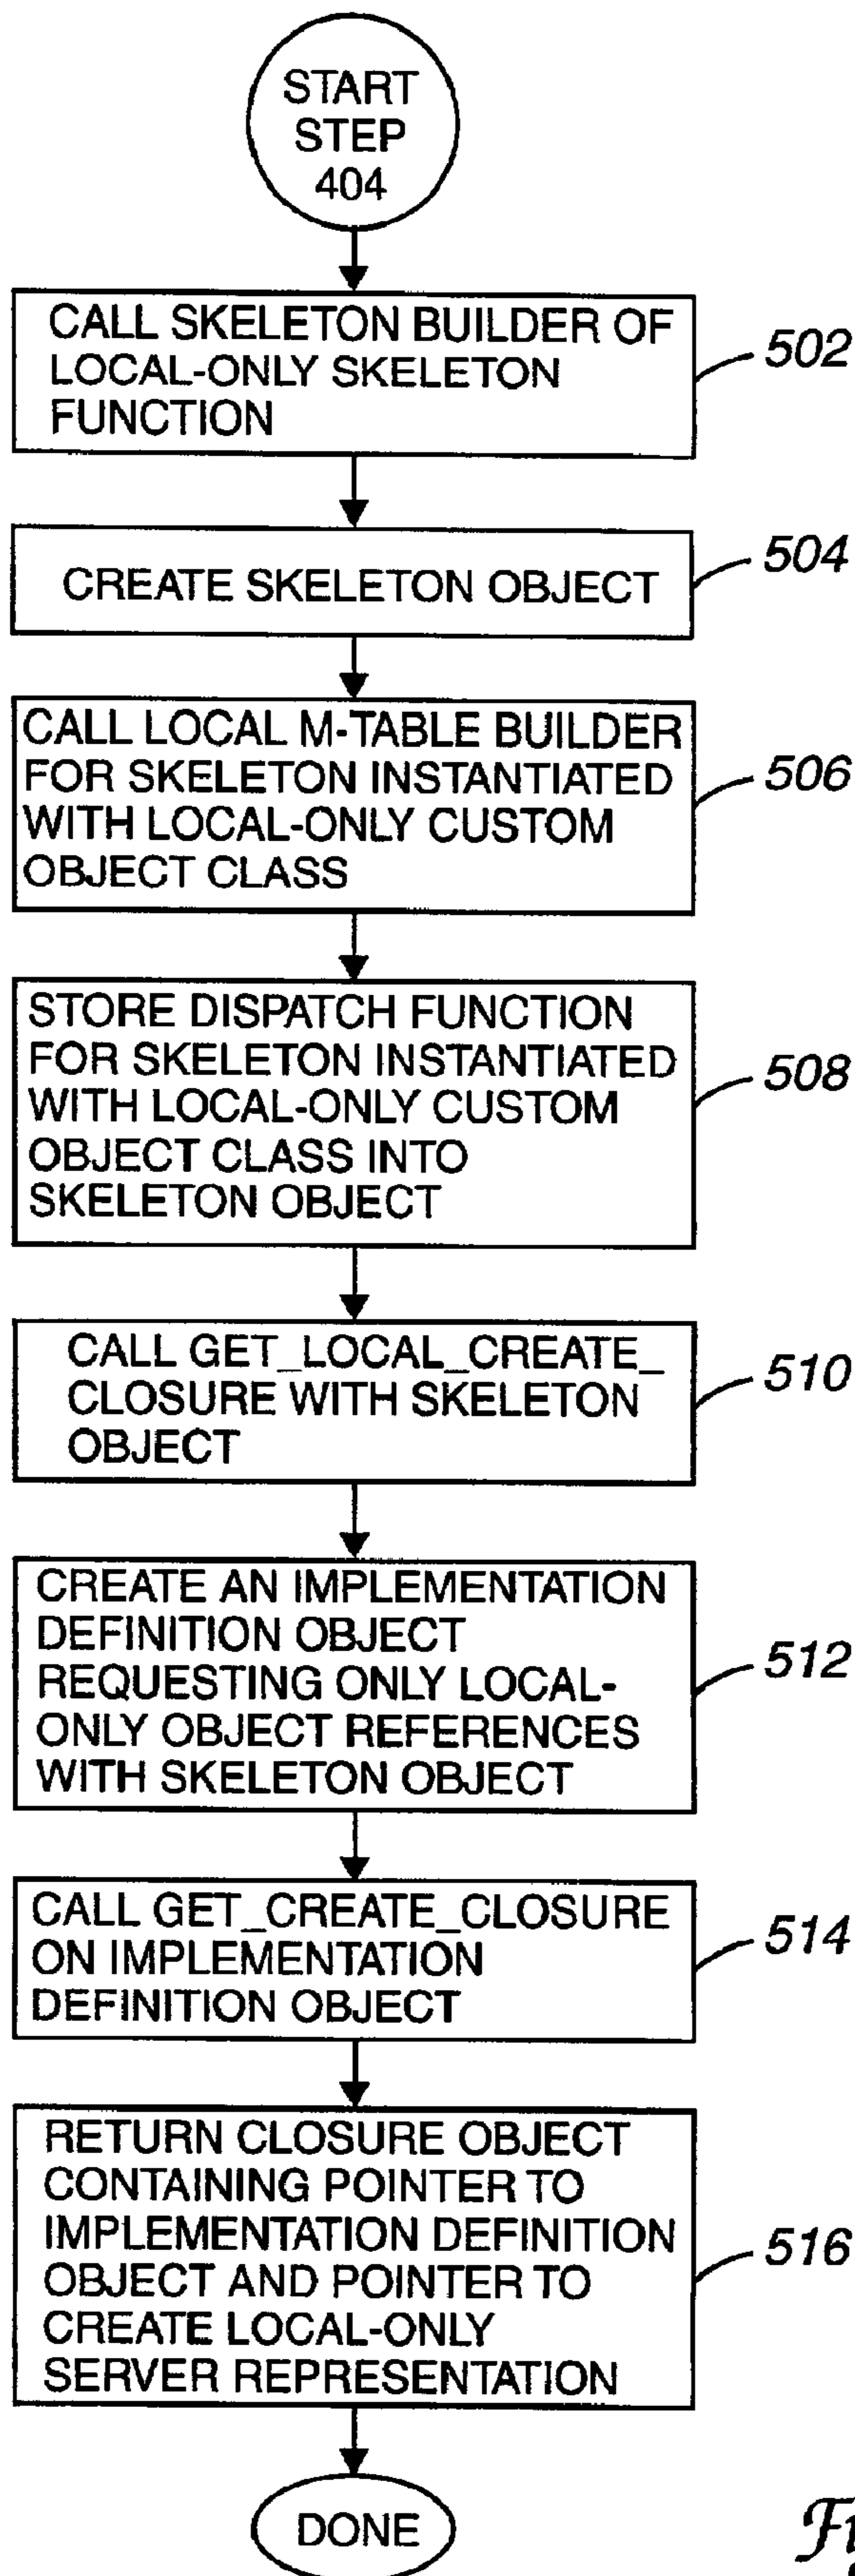 START
STEP
404
CALL SKELETON BUILDER OF
LOCAL-ONLY SKELETON
FUNCTION
502
CREATE SKELETON OBJECT
504
CALL LOCAL M-TABLE BUILDER
FOR SKELETON INSTANTIATED
WITH LOCAL-ONLY CUSTOM
OBJECT CLASS
506
STORE DISPATCH FUNCTION
FOR SKELETON INSTANTIATED
WITH LOCAL-ONLY CUSTOM
OBJECT CLASS INTO
SKELETON OBJECT
508
CALL GET_LOCAL_CREATE_
CLOSURE WITH SKELETON
OBJECT
510
CREATE AN IMPLEMENTATION
DEFINITION OBJECT
REQUESTING ONLY LOCAL-
ONLY OBJECT REFERENCES
WITH SKELETON OBJECT
512
CALL GET_CREATE_CLOSURE
ON IMPLEMENTATION
DEFINITION OBJECT
514
RETURN CLOSURE OBJECT
CONTAINING POINTER TO
IMPLEMENTATION DEFINITION
OBJECT AND POINTER TO
CREATE LOCAL-ONLY
SERVER REPRESENTATION
516
DONE